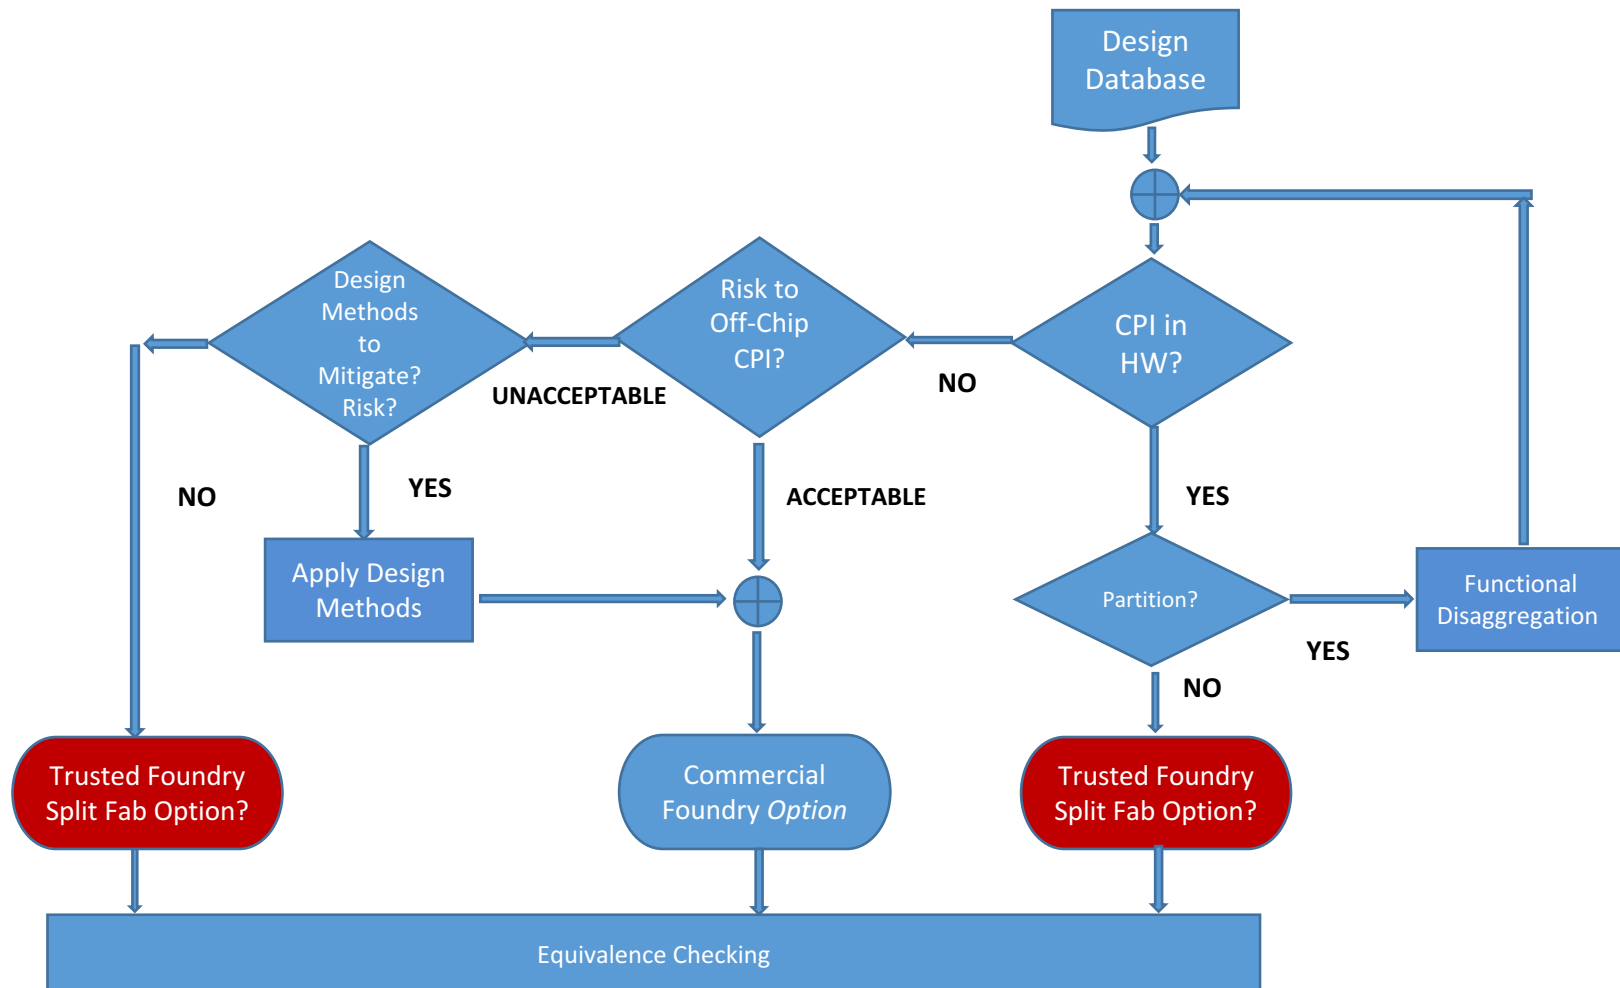 Design
Database
Design
Methods
to
Mitigate?
Risk?
Risk to
Off-Chip
CPI?
CPI in
HW?
NO
UNACCEPTABLE
NO
YES
ACCEPTABLE
YES
Apply Design
Methods
Partition?
Functional
Disaggregation
YES
NO
Trusted Foundry
Split Fab Option?
Commercial
Foundry Option
Trusted Foundry
Split Fab Option?
Equivalence Checking